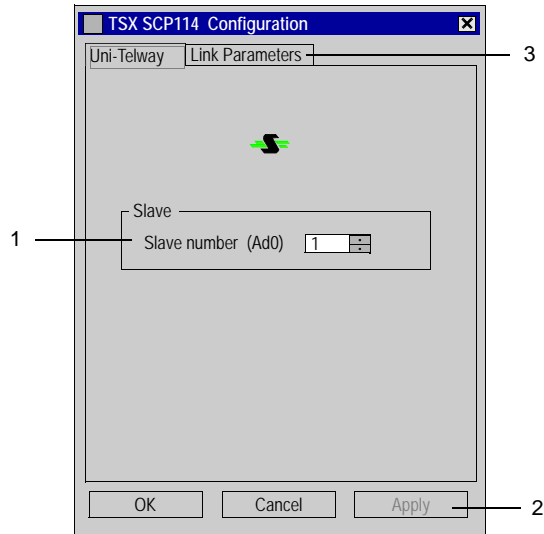 TSX SCP114 Configuration
Uni-Telway
Link Parameters
3
Slave
1
Slave number (Ad0)
1
OK
Cancel
Apply
2